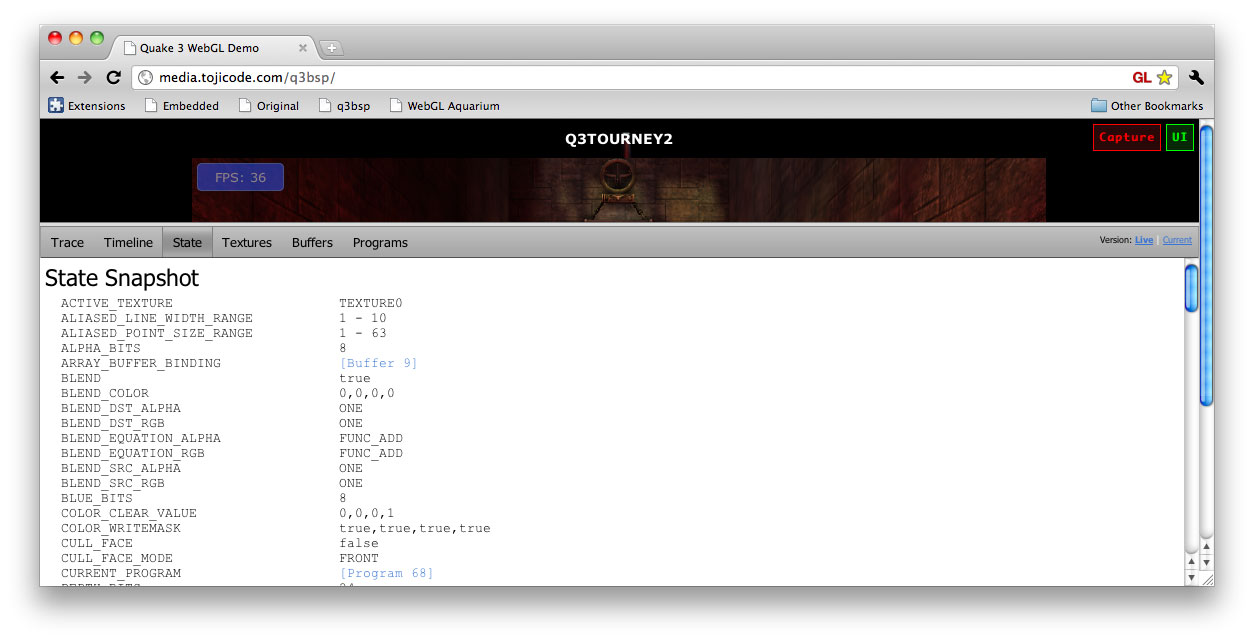 Quake 3 WebGL Demo
media.tojicode.com/q3bsp/
GL
Extensions Embedded Original q3bsp WebGL Aquarium Other Bookmarks
Q3TOURNEY2
Capture UI
FPS: 36
Trace Timeline State Textures Buffers Programs Version: Live | Current
State Snapshot
ACTIVE_TEXTURE TEXTURE0
ALIASED_LINE_WIDTH_RANGE 1 - 10
ALIASED_POINT_SIZE_RANGE 1 - 63
ALPHA_BITS 8
ARRAY_BUFFER_BINDING [Buffer 9]
BLEND true
BLEND_COLOR 0,0,0,0
BLEND_DST_ALPHA ONE
BLEND_DST_RGB ONE
BLEND_EQUATION_ALPHA FUNC_ADD
BLEND_EQUATION_RGB FUNC_ADD
BLEND_SRC_ALPHA ONE
BLEND_SRC_RGB ONE
BLUE_BITS 8
COLOR_CLEAR_VALUE 0,0,0,1
COLOR_WRITEMASK true,true,true,true
CULL_FACE false
CULL_FACE_MODE FRONT
CURRENT_PROGRAM [Program 68]
DEPTH_BITS 24